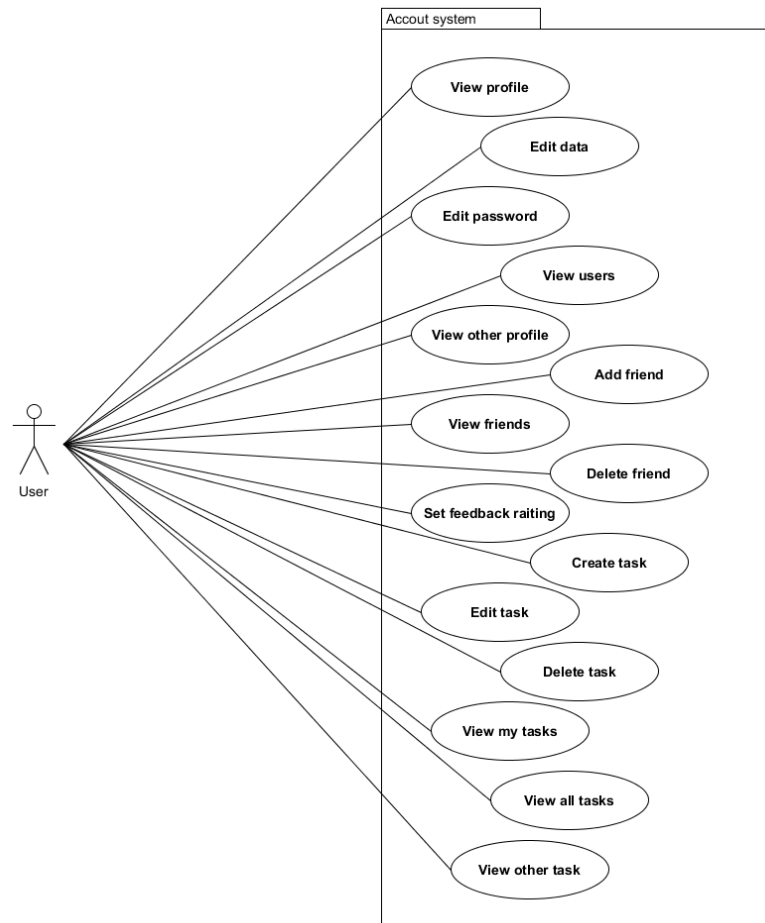 Accout system
View profile
Edit data
Edit password
View users
View other profile
Add friend
View friends
User
Delete friend
Set feedback raiting
Create task
Edit task
Delete task
View my tasks
View all tasks
View other task